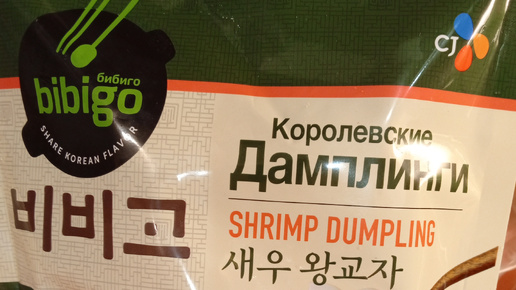 бибиго
bibigo
SHARE KOREAN FLAVOR
비비고
CJ
Королевские
Дамплинги
SHRIMP DUMPLING
새우 왕교자